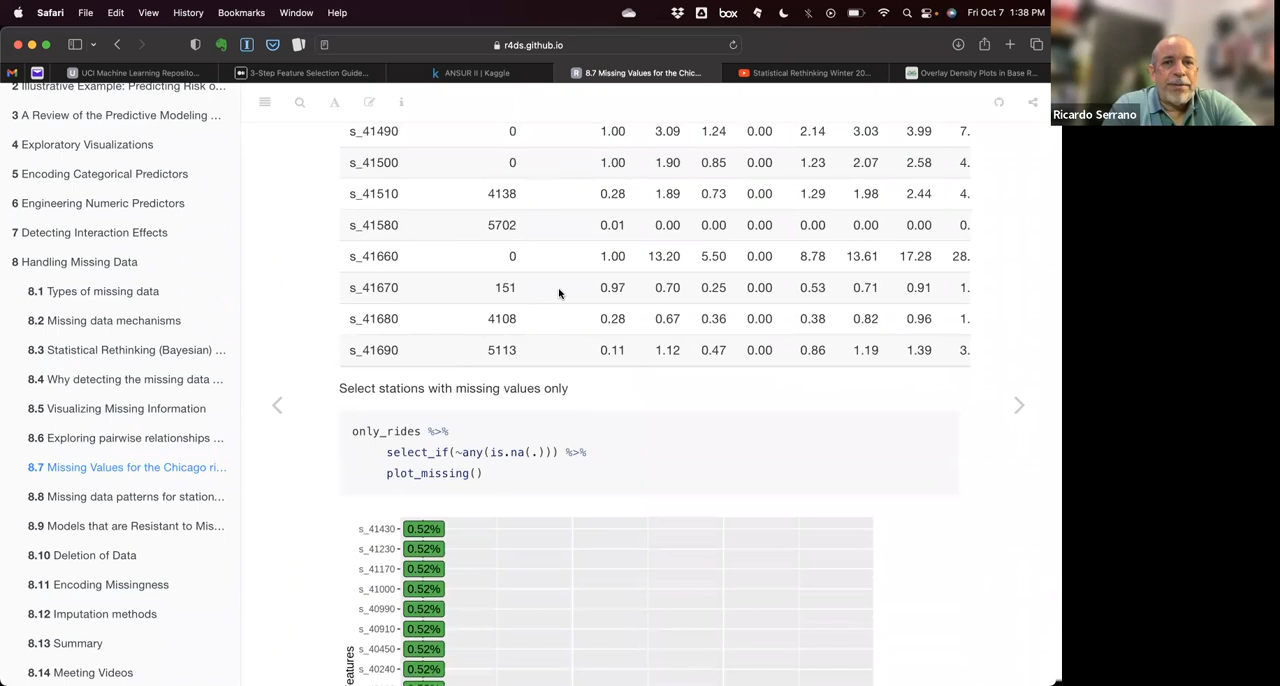 Safari File Edit View History Bookmarks Window Help box Fri Oct 7 1:38 PM
r4ds.github.io
UCI Machine Learning Reposito... 3-Step Feature Selection Guide... ANSUR II | Kaggle 8.7 Missing Values for the Chic... Statistical Rethinking Winter 20... Overlay Density Plots in Base R...
Ricardo Serrano
2 Illustrative Example: Predicting Risk o...
3 A Review of the Predictive Modeling ...
4 Exploratory Visualizations
5 Encoding Categorical Predictors
6 Engineering Numeric Predictors
7 Detecting Interaction Effects
8 Handling Missing Data
8.1 Types of missing data
8.2 Missing data mechanisms
8.3 Statistical Rethinking (Bayesian) ...
8.4 Why detecting the missing data ...
8.5 Visualizing Missing Information
8.6 Exploring pairwise relationships ...
8.7 Missing Values for the Chicago ri...
8.8 Missing data patterns for station...
8.9 Models that are Resistant to Mis...
8.10 Deletion of Data
8.11 Encoding Missingness
8.12 Imputation methods
8.13 Summary
8.14 Meeting Videos
s_41490 0 1.00 3.09 1.24 0.00 2.14 3.03 3.99 7.
s_41500 0 1.00 1.90 0.85 0.00 1.23 2.07 2.58 4.
s_41510 4138 0.28 1.89 0.73 0.00 1.29 1.98 2.44 4.
s_41580 5702 0.01 0.00 0.00 0.00 0.00 0.00 0.00 0.
s_41660 0 1.00 13.20 5.50 0.00 8.78 13.61 17.28 28.
s_41670 151 0.97 0.70 0.25 0.00 0.53 0.71 0.91 1.
s_41680 4108 0.28 0.67 0.36 0.00 0.38 0.82 0.96 1.
s_41690 5113 0.11 1.12 0.47 0.00 0.86 1.19 1.39 3.
Select stations with missing values only
only_rides %>%
select_if(~any(is.na(.))) %>%
plot_missing()
s_41430 0.52%
s_41230 0.52%
s_41170 0.52%
s_41000 0.52%
s_40990 0.52%
s_40910 0.52%
s_40450 0.52%
s_40240 0.52%